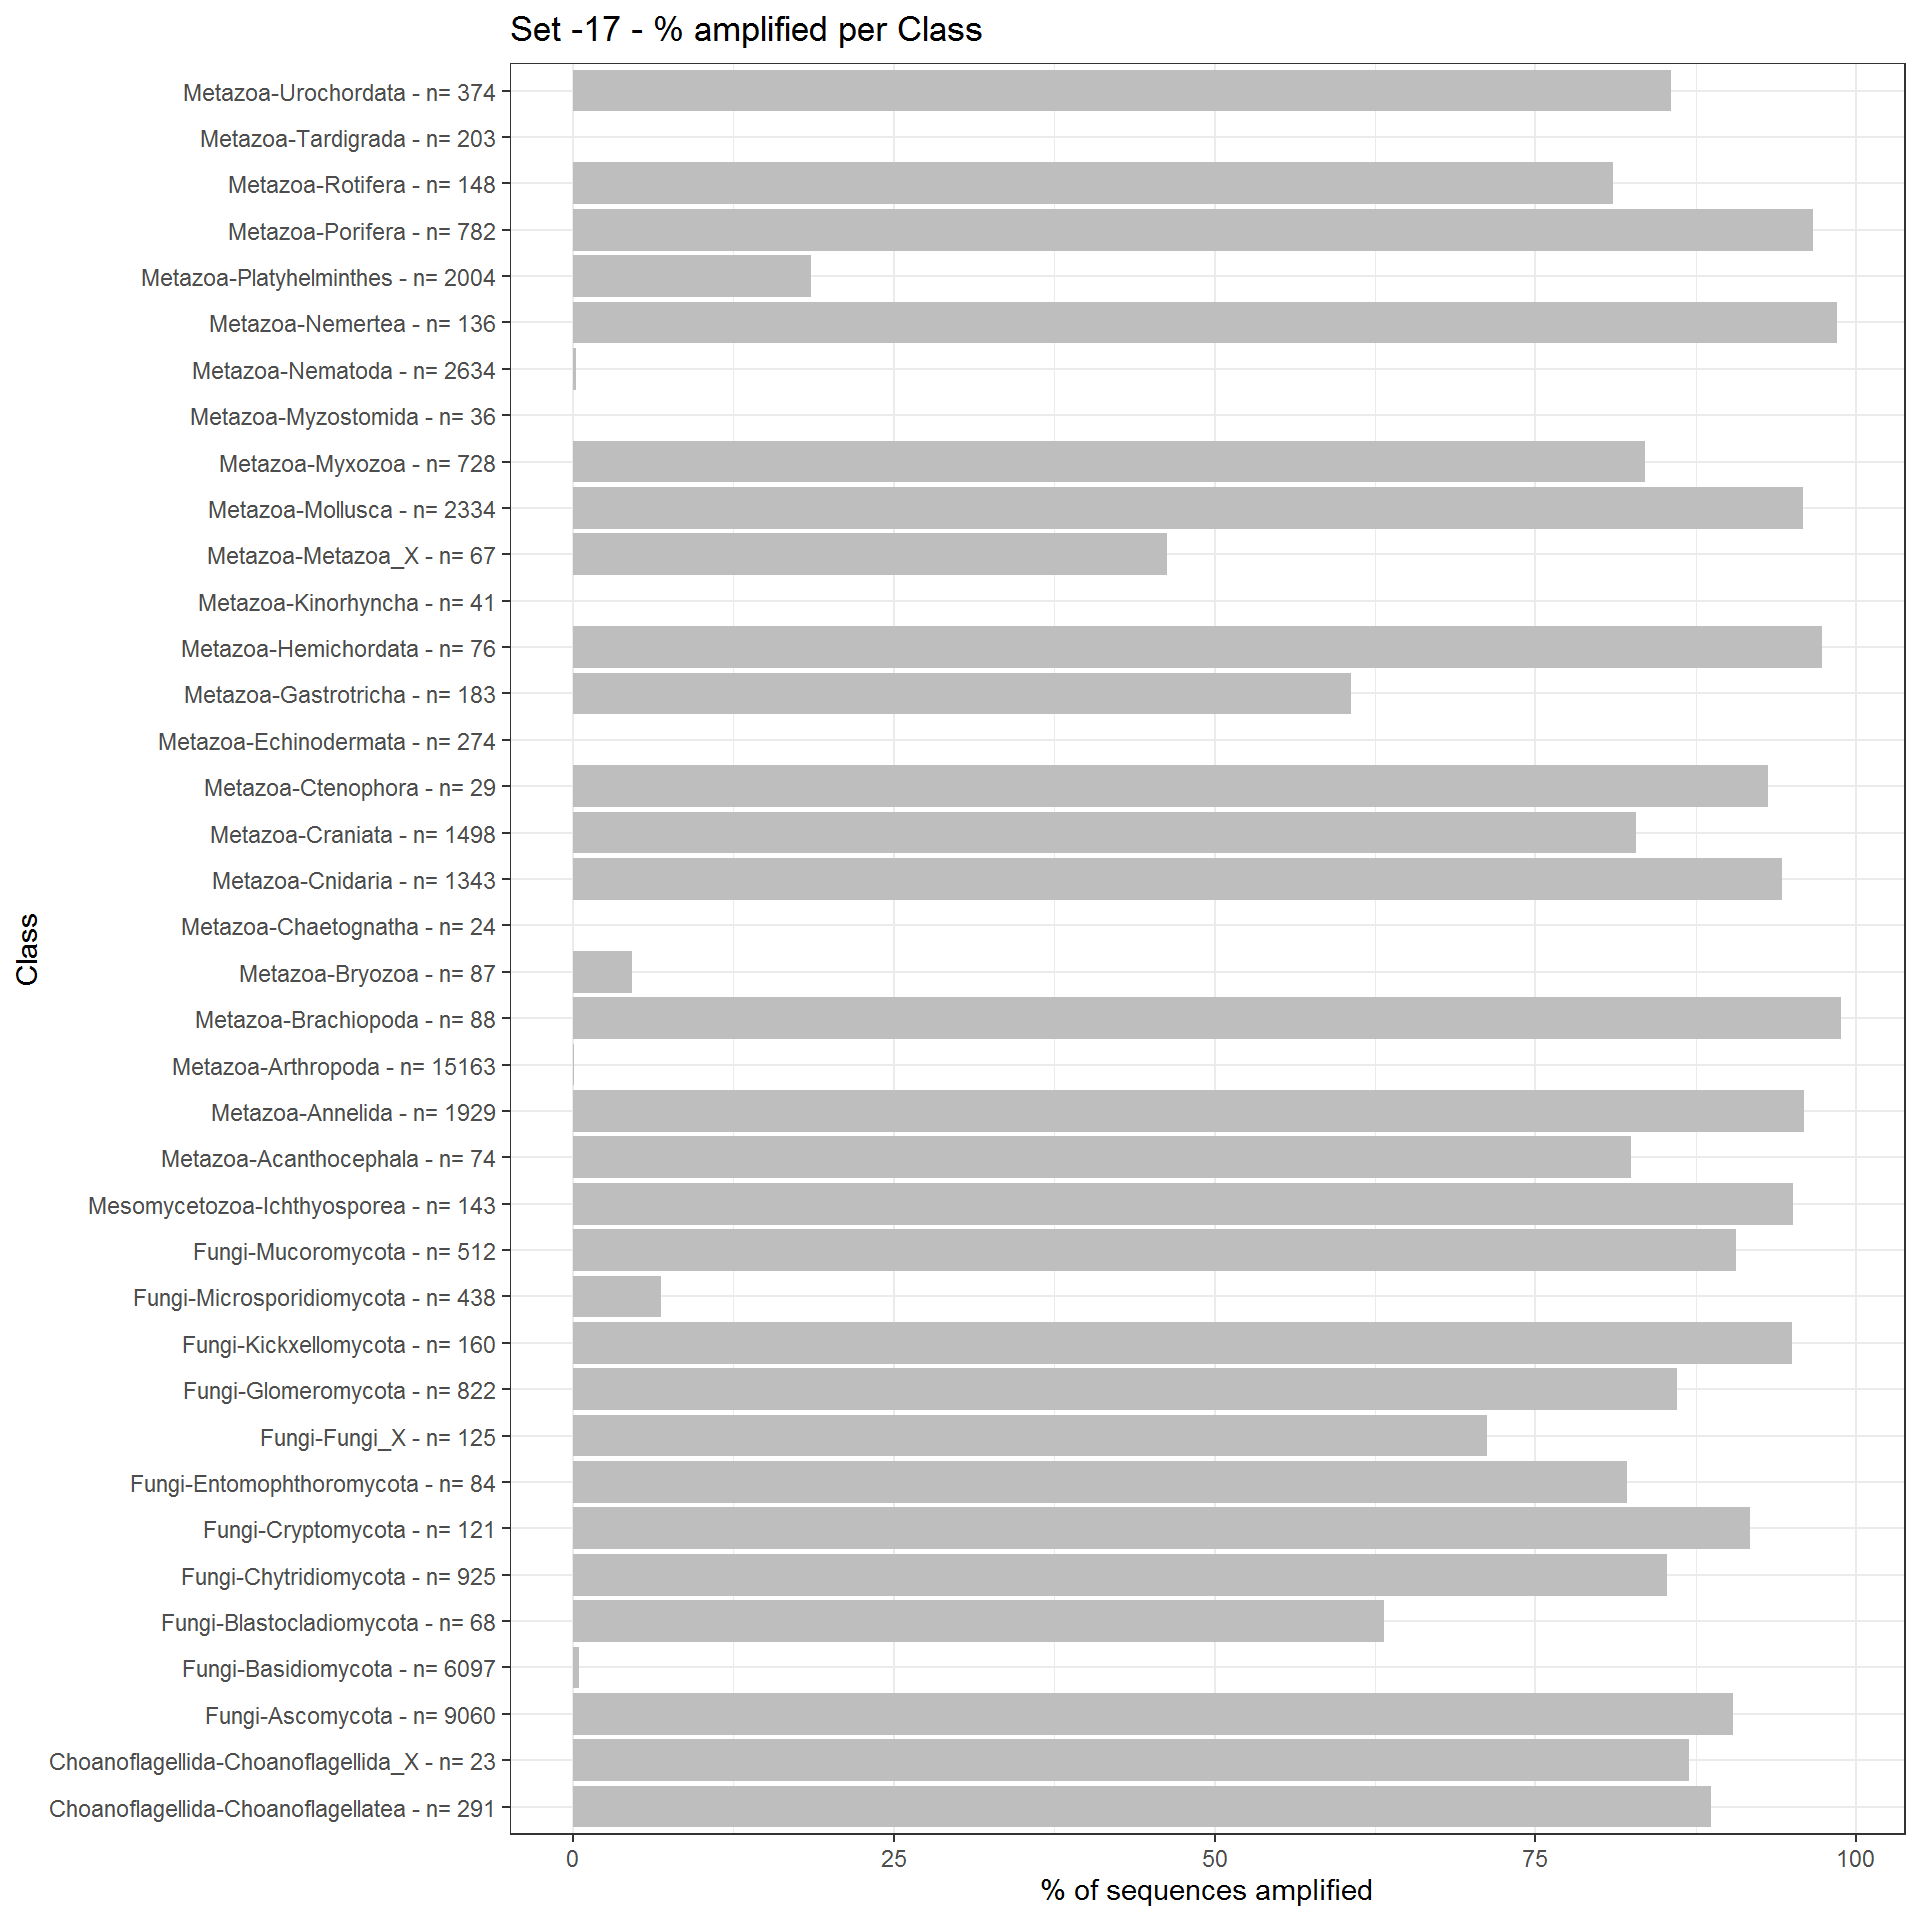 Set -17 - % amplified per Class
Metazoa-Urochordata - n= 374
Metazoa-Tardigrada - n= 203
Metazoa-Rotifera - n= 148
Metazoa-Porifera - n= 782
Metazoa-Platyhelminthes - n= 2004
Metazoa-Nemertea - n= 136
Metazoa-Nematoda - n= 2634
Metazoa-Myzostomida - n= 36
Metazoa-Myxozoa - n= 728
Metazoa-Mollusca - n= 2334
Metazoa-Metazoa_X - n= 67
Metazoa-Kinorhyncha - n= 41
Metazoa-Hemichordata - n= 76
Metazoa-Gastrotricha - n= 183
Metazoa-Echinodermata - n= 274
Metazoa-Ctenophora - n= 29
Metazoa-Craniata - n= 1498
Metazoa-Cnidaria - n= 1343
Metazoa-Chaetognatha - n= 24
Metazoa-Bryozoa - n= 87
Metazoa-Brachiopoda - n= 88
Metazoa-Arthropoda - n= 15163
Metazoa-Annelida - n= 1929
Metazoa-Acanthocephala - n= 74
Mesomycetozoa-Ichthyosporea - n= 143
Fungi-Mucoromycota - n= 512
Fungi-Microsporidiomycota - n= 438
Fungi-Kickxellomycota - n= 160
Fungi-Glomeromycota - n= 822
Fungi-Fungi_X - n= 125
Fungi-Entomophthoromycota - n= 84
Fungi-Cryptomycota - n= 121
Fungi-Chytridiomycota - n= 925
Fungi-Blastocladiomycota - n= 68
Fungi-Basidiomycota - n= 6097
Fungi-Ascomycota - n= 9060
Choanoflagellida-Choanoflagellida_X - n= 23
Choanoflagellida-Choanoflagellatea - n= 291
Class
0 25 50 75 100
% of sequences amplified